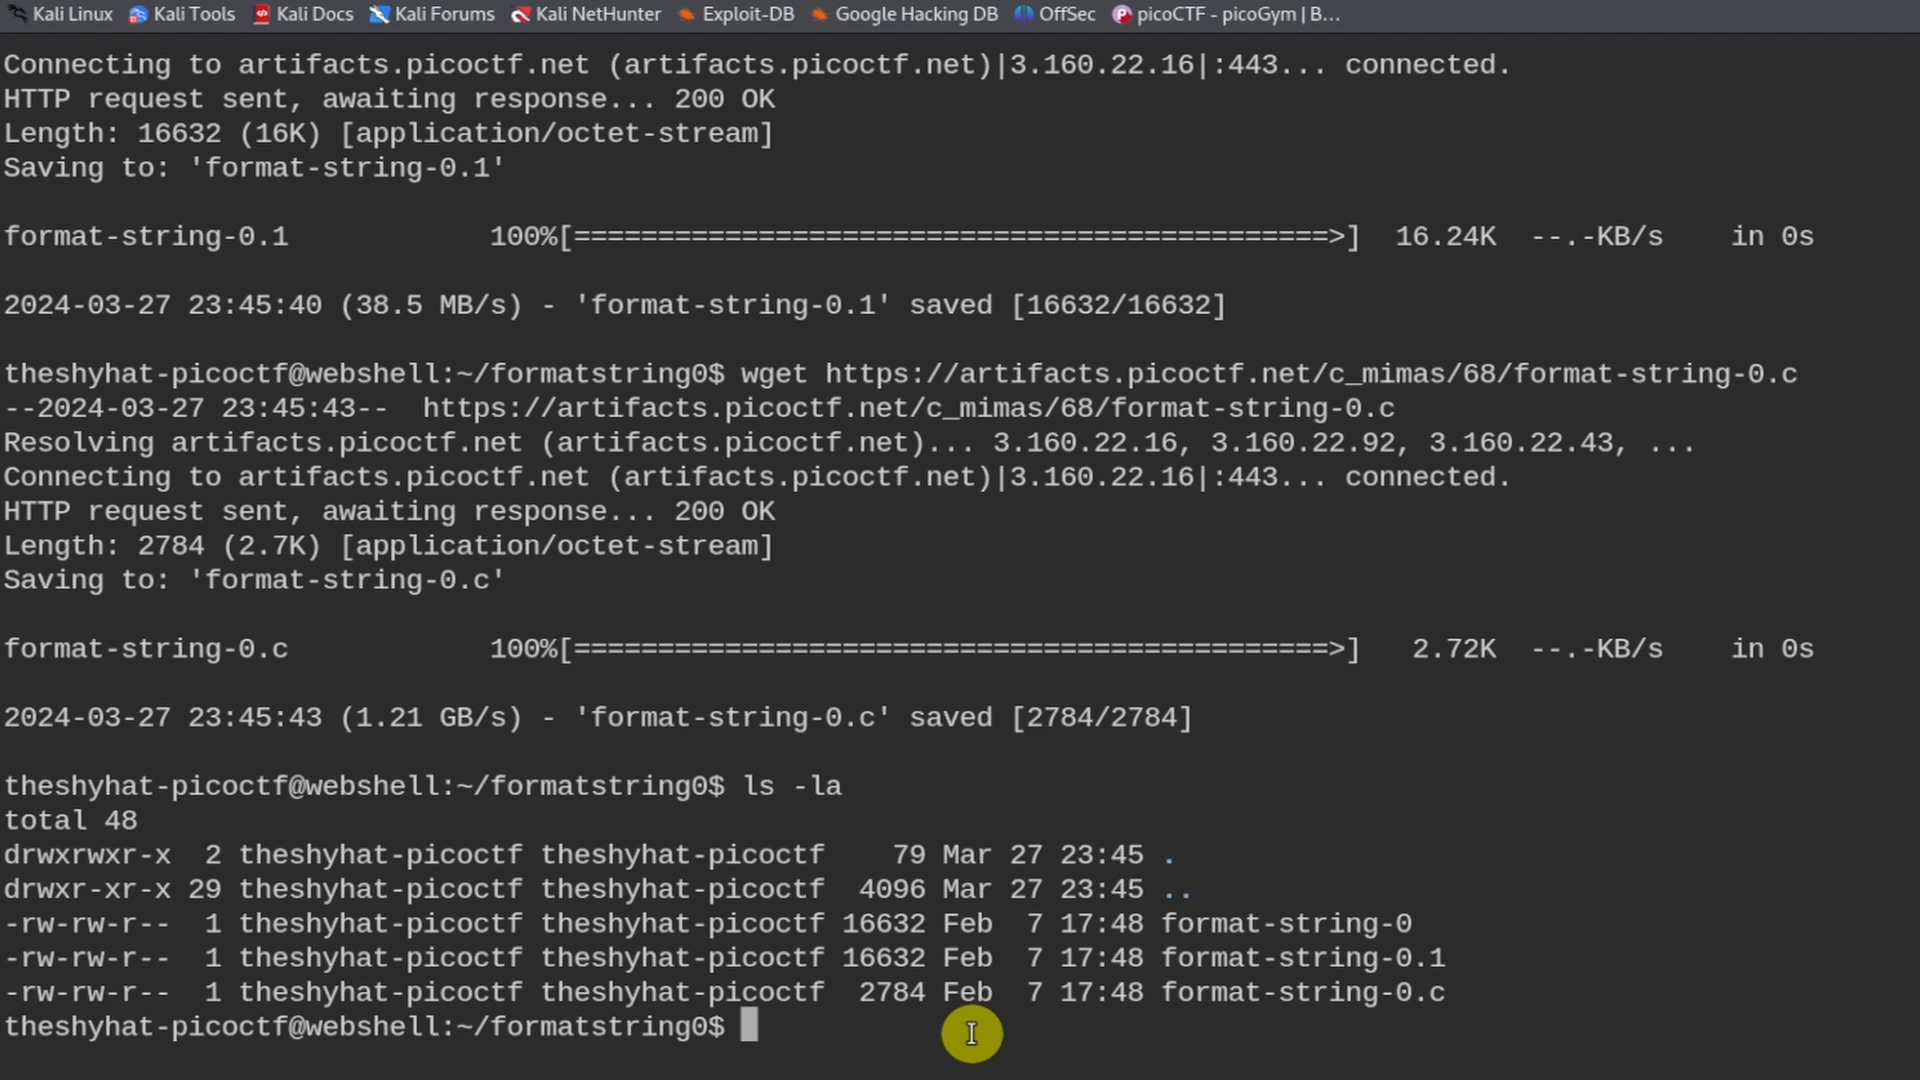 Kali Linux Kali Tools Kali Docs Kali Forums Kali NetHunter Exploit-DB Google Hacking DB OffSec picoCTF - picoGym | B...
Connecting to artifacts.picoctf.net (artifacts.picoctf.net)|3.160.22.16|:443... connected.
HTTP request sent, awaiting response... 200 OK
Length: 16632 (16K) [application/octet-stream]
Saving to: 'format-string-0.1'
format-string-0.1 100%[=============================================>] 16.24K --.-KB/s in 0s
2024-03-27 23:45:40 (38.5 MB/s) - 'format-string-0.1' saved [16632/16632]
theshyhat-picoctf@webshell:~/formatstring0$ wget https://artifacts.picoctf.net/c_mimas/68/format-string-0.c
--2024-03-27 23:45:43-- https://artifacts.picoctf.net/c_mimas/68/format-string-0.c
Resolving artifacts.picoctf.net (artifacts.picoctf.net)... 3.160.22.16, 3.160.22.92, 3.160.22.43, ...
Connecting to artifacts.picoctf.net (artifacts.picoctf.net)|3.160.22.16|:443... connected.
HTTP request sent, awaiting response... 200 OK
Length: 2784 (2.7K) [application/octet-stream]
Saving to: 'format-string-0.c'
format-string-0.c 100%[=============================================>] 2.72K --.-KB/s in 0s
2024-03-27 23:45:43 (1.21 GB/s) - 'format-string-0.c' saved [2784/2784]
theshyhat-picoctf@webshell:~/formatstring0$ ls -la
total 48
drwxrwxr-x 2 theshyhat-picoctf theshyhat-picoctf 79 Mar 27 23:45 .
drwxr-xr-x 29 theshyhat-picoctf theshyhat-picoctf 4096 Mar 27 23:45 ..
-rw-rw-r-- 1 theshyhat-picoctf theshyhat-picoctf 16632 Feb 7 17:48 format-string-0
-rw-rw-r-- 1 theshyhat-picoctf theshyhat-picoctf 16632 Feb 7 17:48 format-string-0.1
-rw-rw-r-- 1 theshyhat-picoctf theshyhat-picoctf 2784 Feb 7 17:48 format-string-0.c
theshyhat-picoctf@webshell:~/formatstring0$